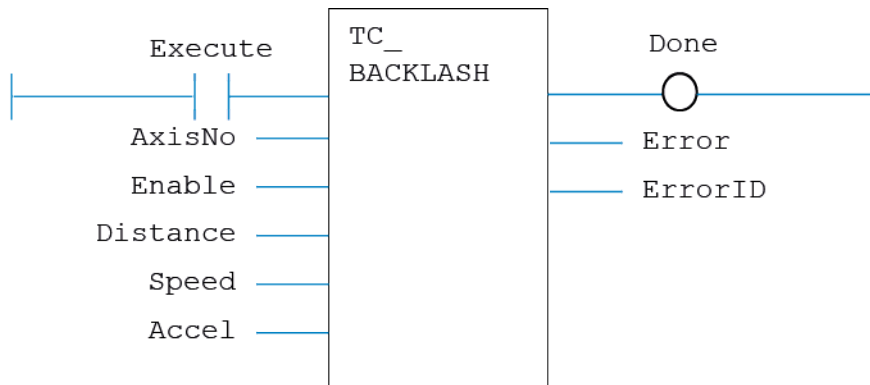 Execute
TC_
BACKLASH
Done
AxisNo
Error
Enable
ErrorID
Distance
Speed
Accel